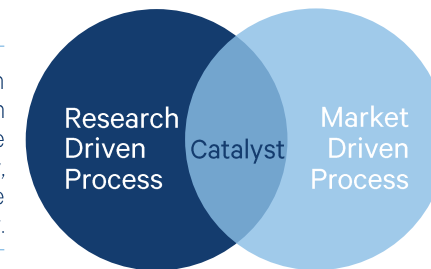 Research
Driven
Process
Catalyst
Market
Driven
Process